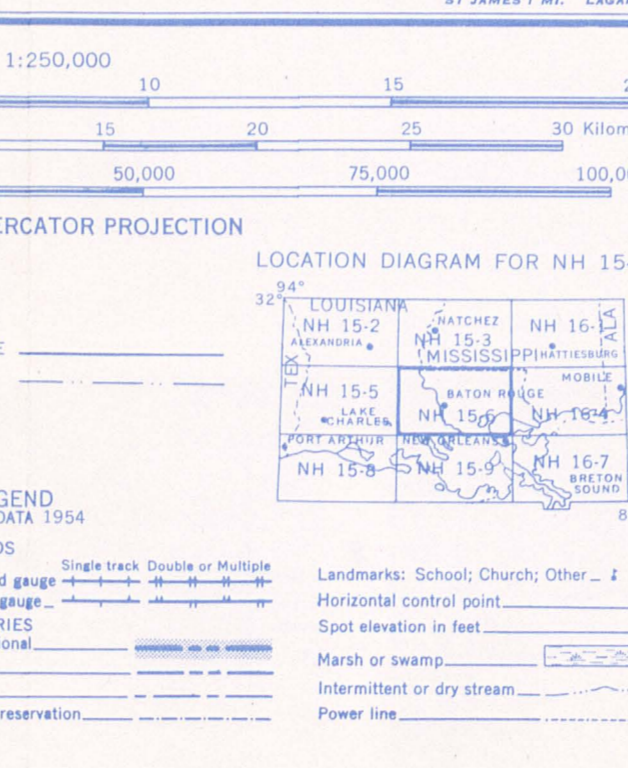 ST JAMES 7 MI.
1:250,000
10 15
15 20 25 30 Kilom
50,000 75,000 100,00
ERCATOR PROJECTION
LOCATION DIAGRAM FOR NH 15-
94°
32°
LOUISIANA
ALA
NH 15-2
NATCHEZ
NH 16-1
ALEXANDRIA
NH 15-3
MISSISSIPPI
HATTIESBURG
TEX
MOBILE
NH 15-5
BATON ROUGE
LAKE
CHARLES
NH 15-6
NH 16-4
PORT ARTHUR
NEW ORLEANS
NH 15-8
NH 15-9
NH 16-7
BRETON
SOUND
8
E
GEND
DATA 1954
DS
Single track Double or Multiple
d gauge
gauge
RIES
onal
reservation
Landmarks: School; Church; Other
Horizontal control point
Spot elevation in feet
Marsh or swamp
Intermittent or dry stream
Power line